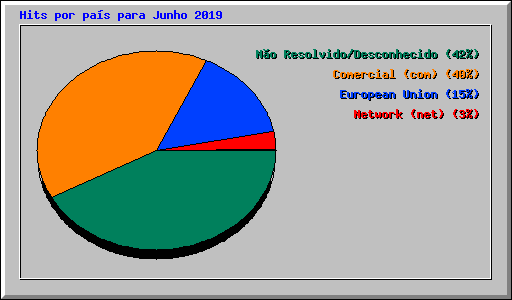 Hits por país para Junho 2019
Não Resolvido/Desconhecido (42%)
Comercial (com) (40%)
European Union (15%)
Network (net) (3%)